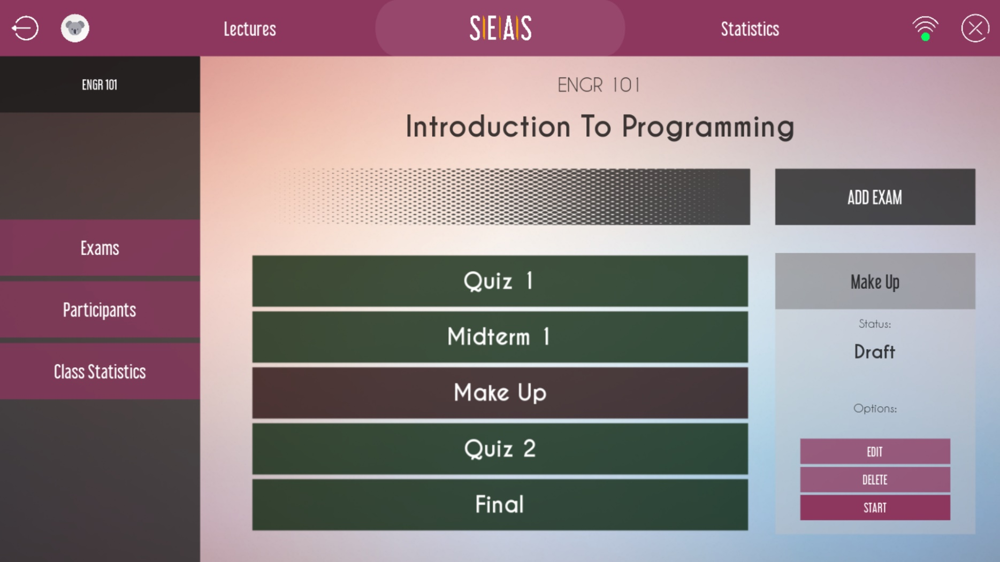 Lectures
S|E|A|S
Statistics
ENGR 101
Exams
Participants
Class Statistics
ENGR 101
Introduction To Programming
ADD EXAM
Quiz 1
Midterm 1
Make Up
Quiz 2
Final
Make Up
Status:
Draft
Options:
EDIT
DELETE
START